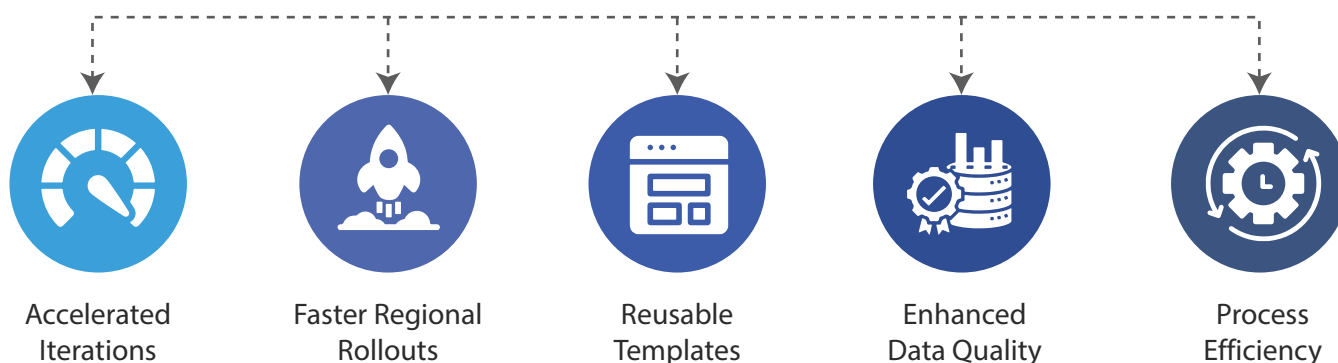 Accelerated
Iterations
Faster Regional
Rollouts
Reusable
Templates
Enhanced
Data Quality
Process
Efficiency